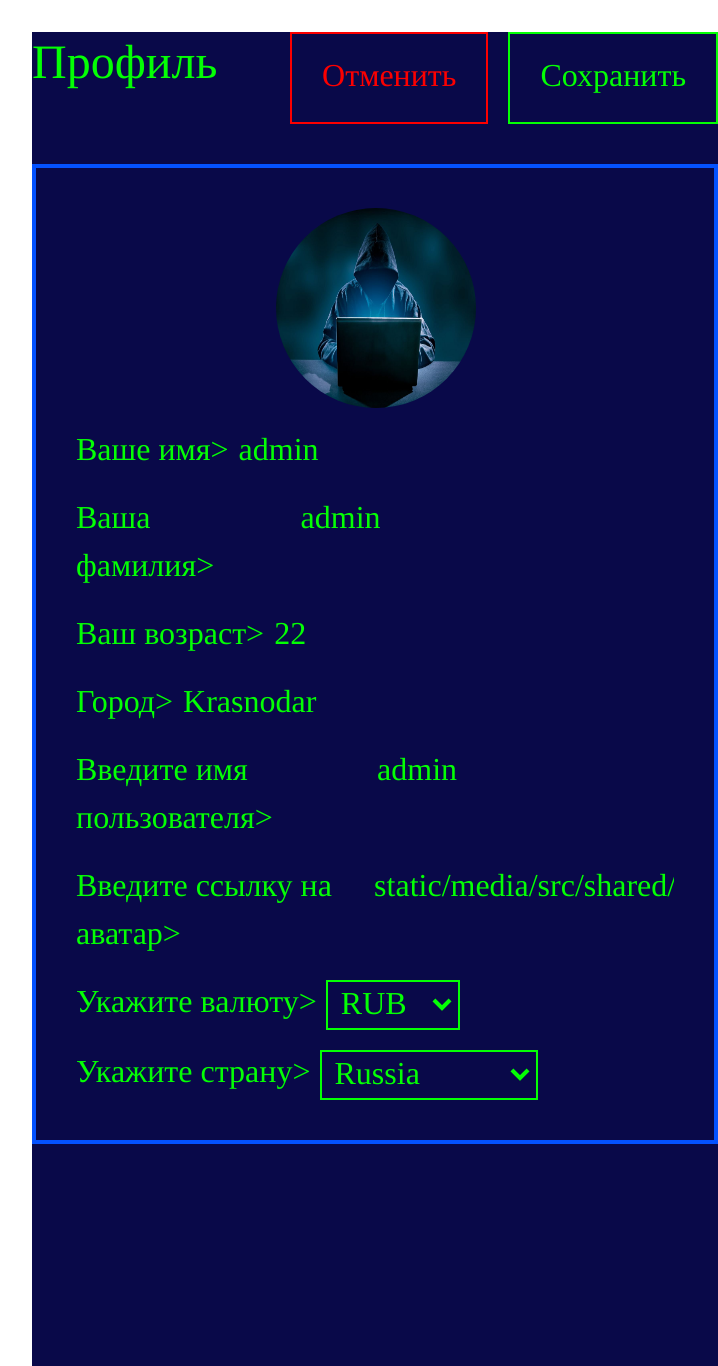 Профиль
Отменить
Сохранить
Ваше имя> admin
Ваша admin
фамилия>
Ваш возраст> 22
Город> Krasnodar
Введите имя admin
пользователя>
Введите ссылку на static/media/src/shared/
аватар>
Укажите валюту> RUB
Укажите страну> Russia